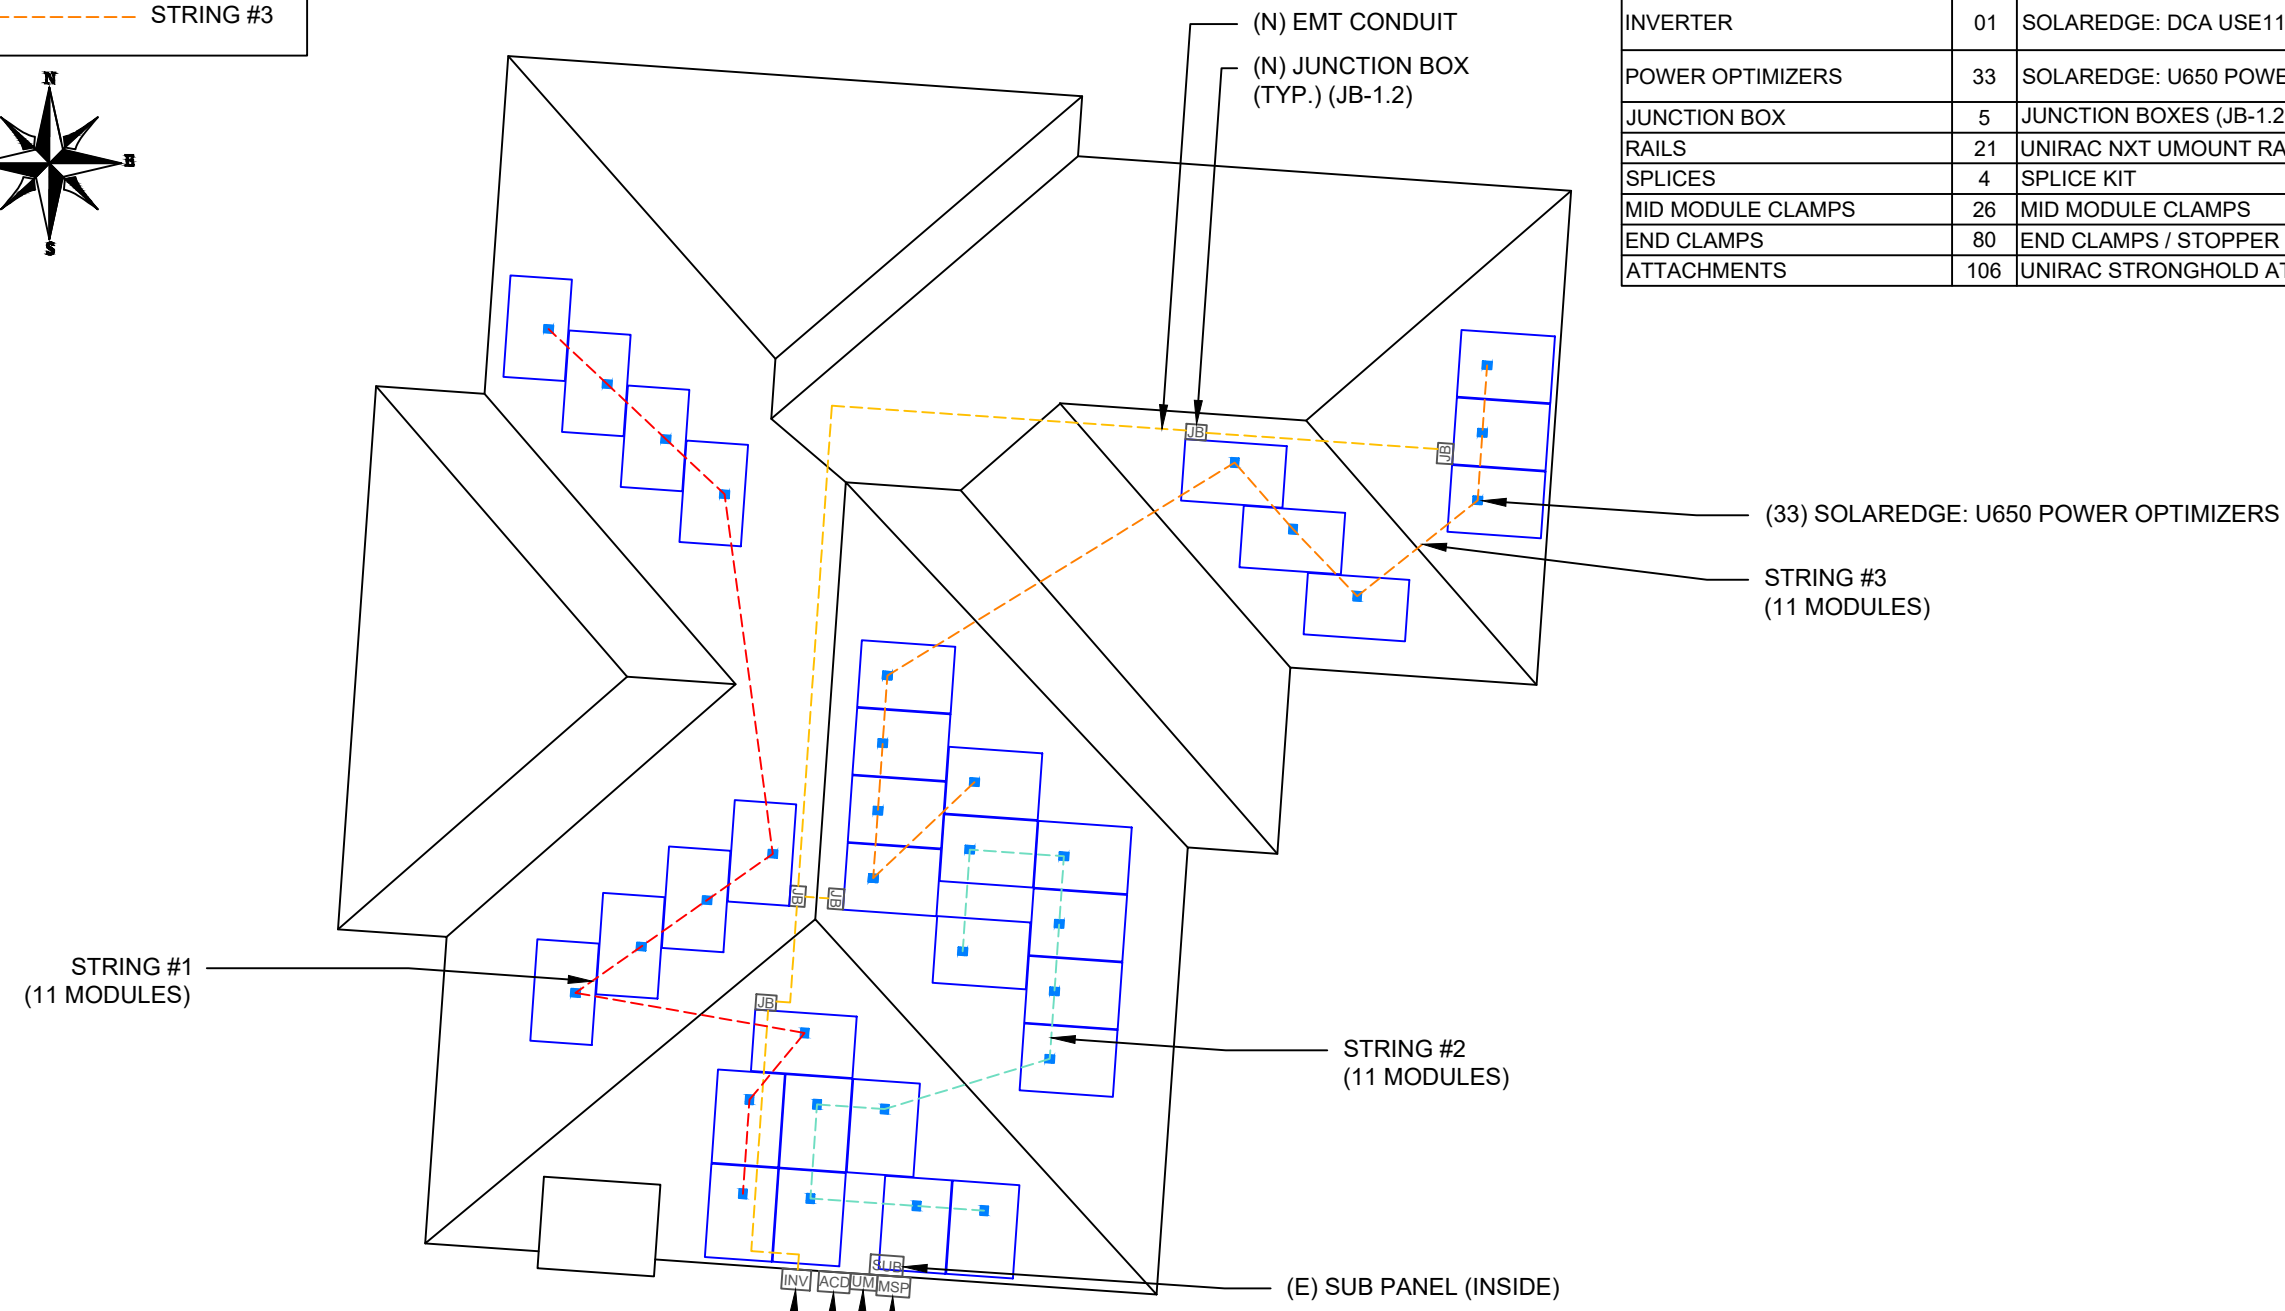 STRING #3
N
E
S
(N) EMT CONDUIT
(N) JUNCTION BOX
(TYP.) (JB-1.2)
INVERTER 01 SOLAREDGE: DCA USE11
POWER OPTIMIZERS 33 SOLAREDGE: U650 POWE
JUNCTION BOX 5 JUNCTION BOXES (JB-1.2
RAILS 21 UNIRAC NXT UMOUNT RA
SPLICES 4 SPLICE KIT
MID MODULE CLAMPS 26 MID MODULE CLAMPS
END CLAMPS 80 END CLAMPS / STOPPER
ATTACHMENTS 106 UNIRAC STRONGHOLD AT
JB
JB
(33) SOLAREDGE: U650 POWER OPTIMIZERS
STRING #3
(11 MODULES)
JB
JB
STRING #1
(11 MODULES)
JB
STRING #2
(11 MODULES)
SUB
INV
ACD
UM
MSP
(E) SUB PANEL (INSIDE)